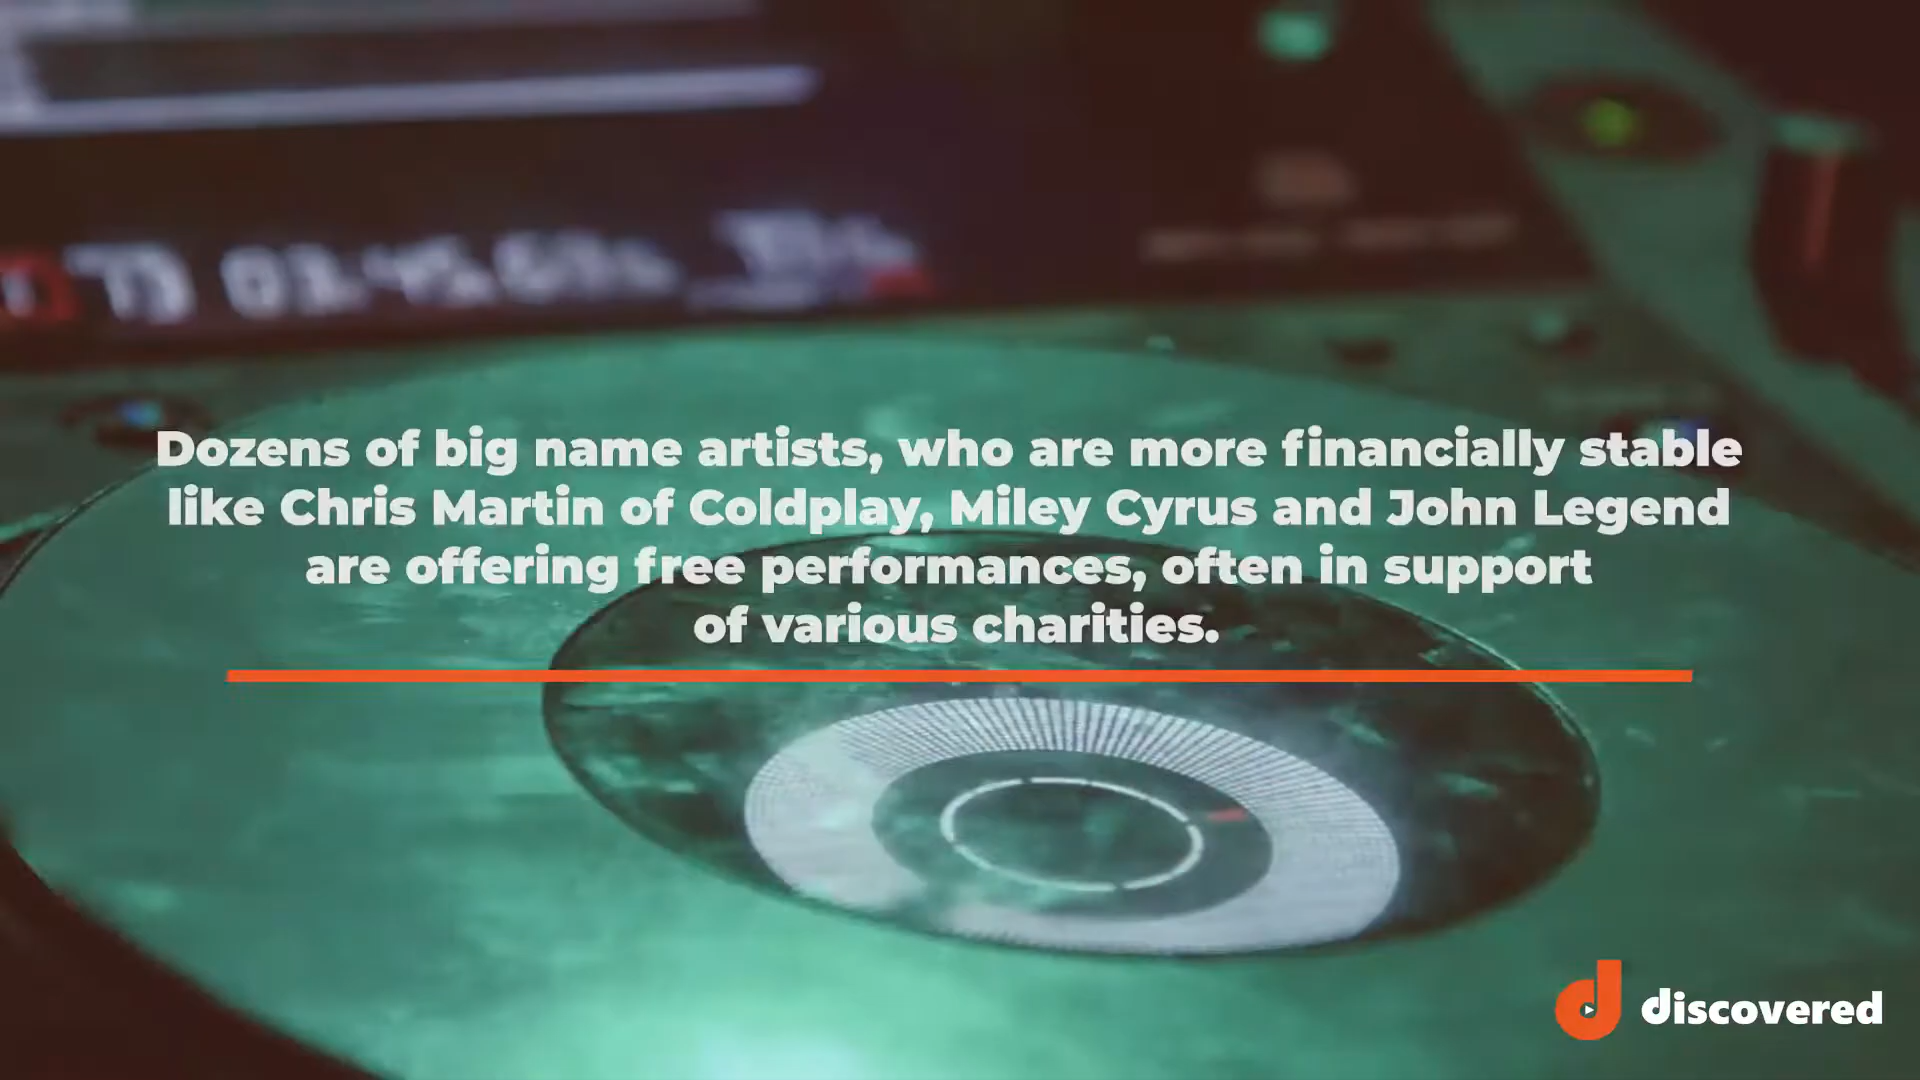 Dozens of big name artists, who are more financially stable
like Chris Martin of Coldplay, Miley Cyrus and John Legend
are offering free performances, often in support
of various charities.
discovered